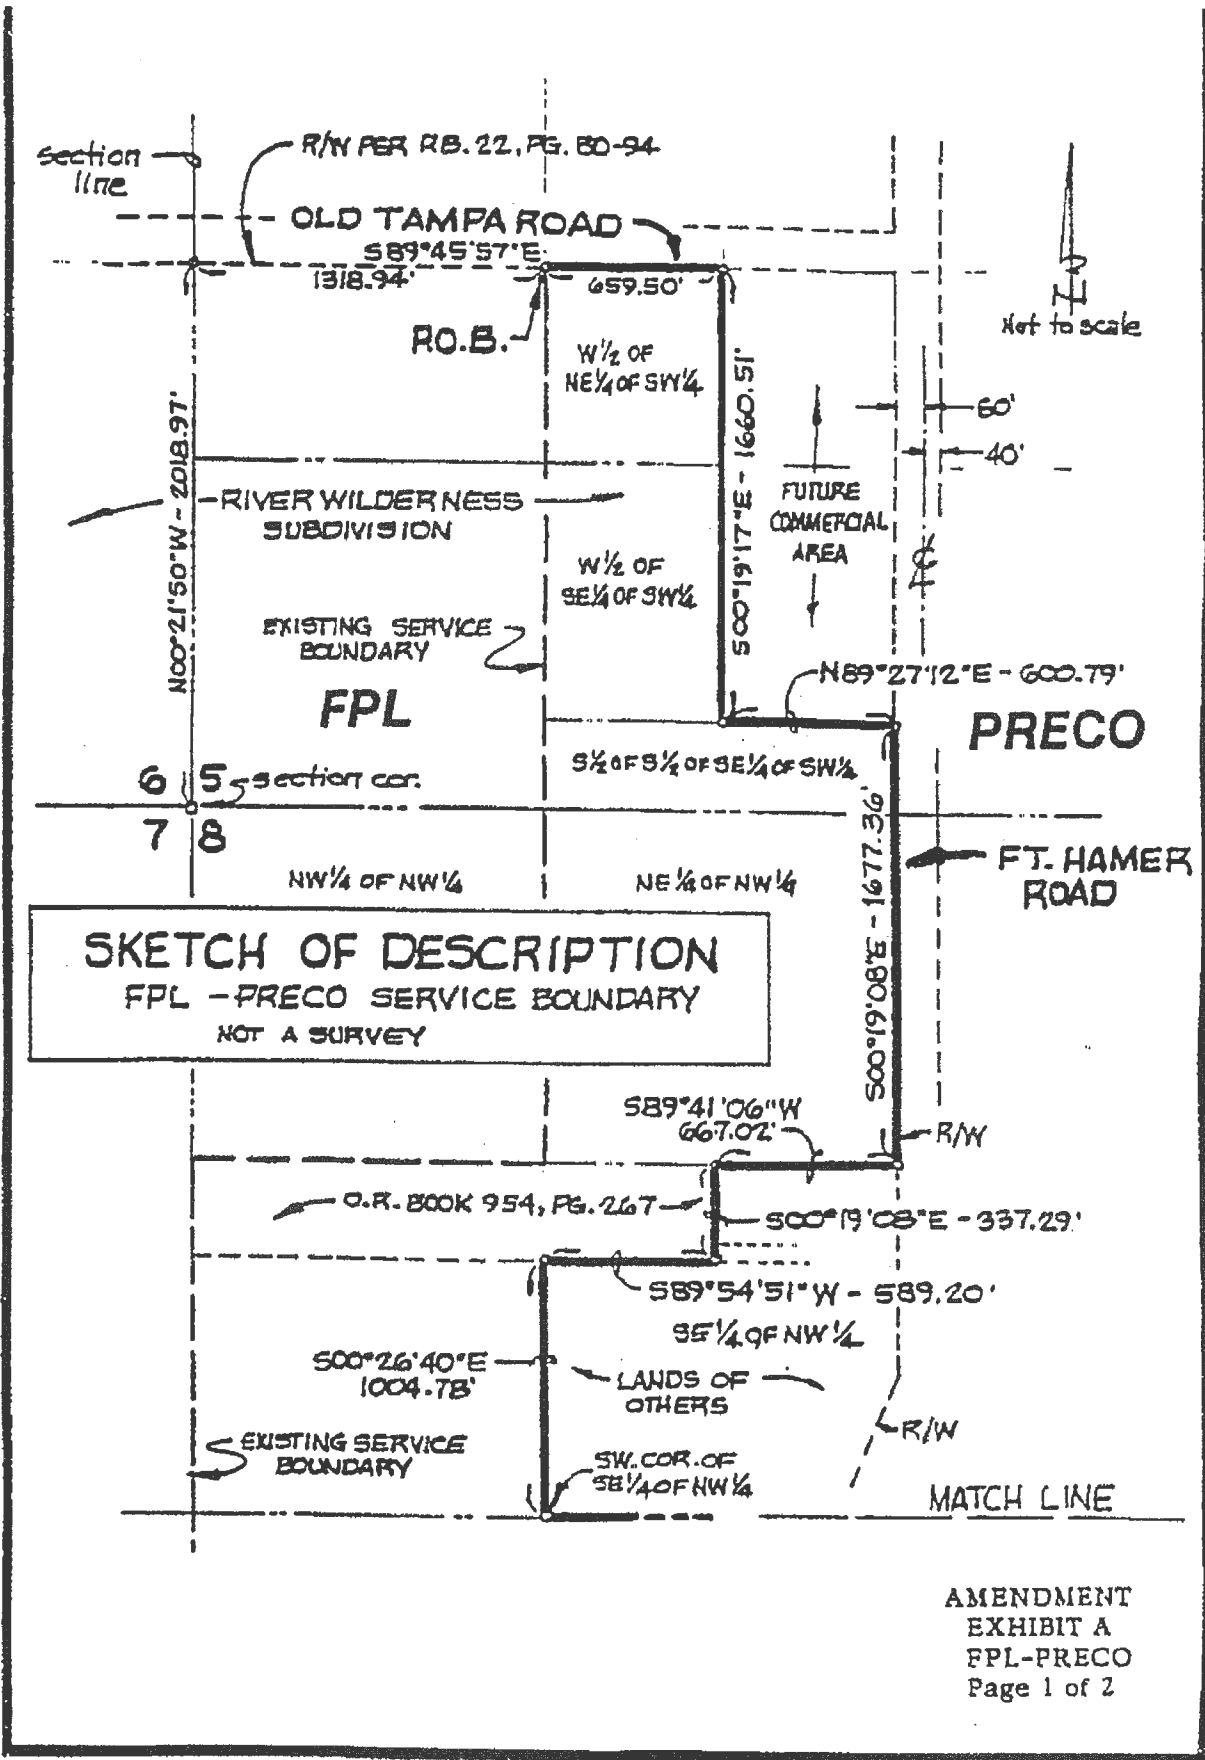 R/W PER R.B. 22, PG. 80-94
section
line
OLD TAMPA ROAD
S89°45'57"E
1318.94'
659.50'
Not to scale
P.O.B.
W½ OF
NE¼ OF SW¼
N00°21'50"W - 2018.97'
S00°19'17"E - 1660.51'
60'
40'
RIVER WILDERNESS
SUBDIVISION
FUTURE
COMMERCIAL
AREA
℄
W½ OF
SE¼ OF SW¼
EXISTING SERVICE
BOUNDARY
N89°27'12"E - 600.79'
FPL
PRECO
S½ OF S½ OF SE¼ OF SW¼
6 5 section cor.
7 8
S00°19'08"E - 1677.36'
FT. HAMER
ROAD
NW¼ OF NW¼
NE¼ OF NW¼
SKETCH OF DESCRIPTION
FPL - PRECO SERVICE BOUNDARY
NOT A SURVEY
S89°41'06"W
667.02'
R/W
O.R. BOOK 954, PG. 267
S00°19'08"E - 337.29'
S89°54'51"W - 589.20'
SE¼ OF NW¼
S00°26'40"E
1004.78'
LANDS OF
OTHERS
R/W
EXISTING SERVICE
BOUNDARY
SW. COR. OF
SE¼ OF NW¼
MATCH LINE
AMENDMENT
EXHIBIT A
FPL-PRECO
Page 1 of 2